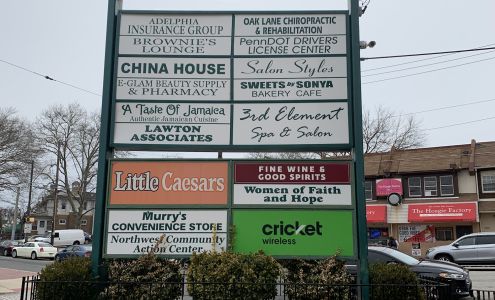 ADELPHIA
INSURANCE GROUP
BROWNIE'S
LOUNGE
OAK LANE CHIROPRACTIC
& REHABILITATION
PennDOT DRIVERS
LICENSE CENTER
CHINA HOUSE
E-GLAM BEAUTY SUPPLY
& PHARMACY
Salon Styles
SWEETS by SONYA
BAKERY CAFE
A Taste Of Jamaica
Authentic Jamaican Cuisine
LAWTON
ASSOCIATES
3rd Element
Spa & Salon
Little Caesars
FINE WINE &
GOOD SPIRITS
Women of Faith
and Hope
Murry's
CONVENIENCE STORE
Northwest Community
Action Center
cricket
wireless
The Hoagie Factory